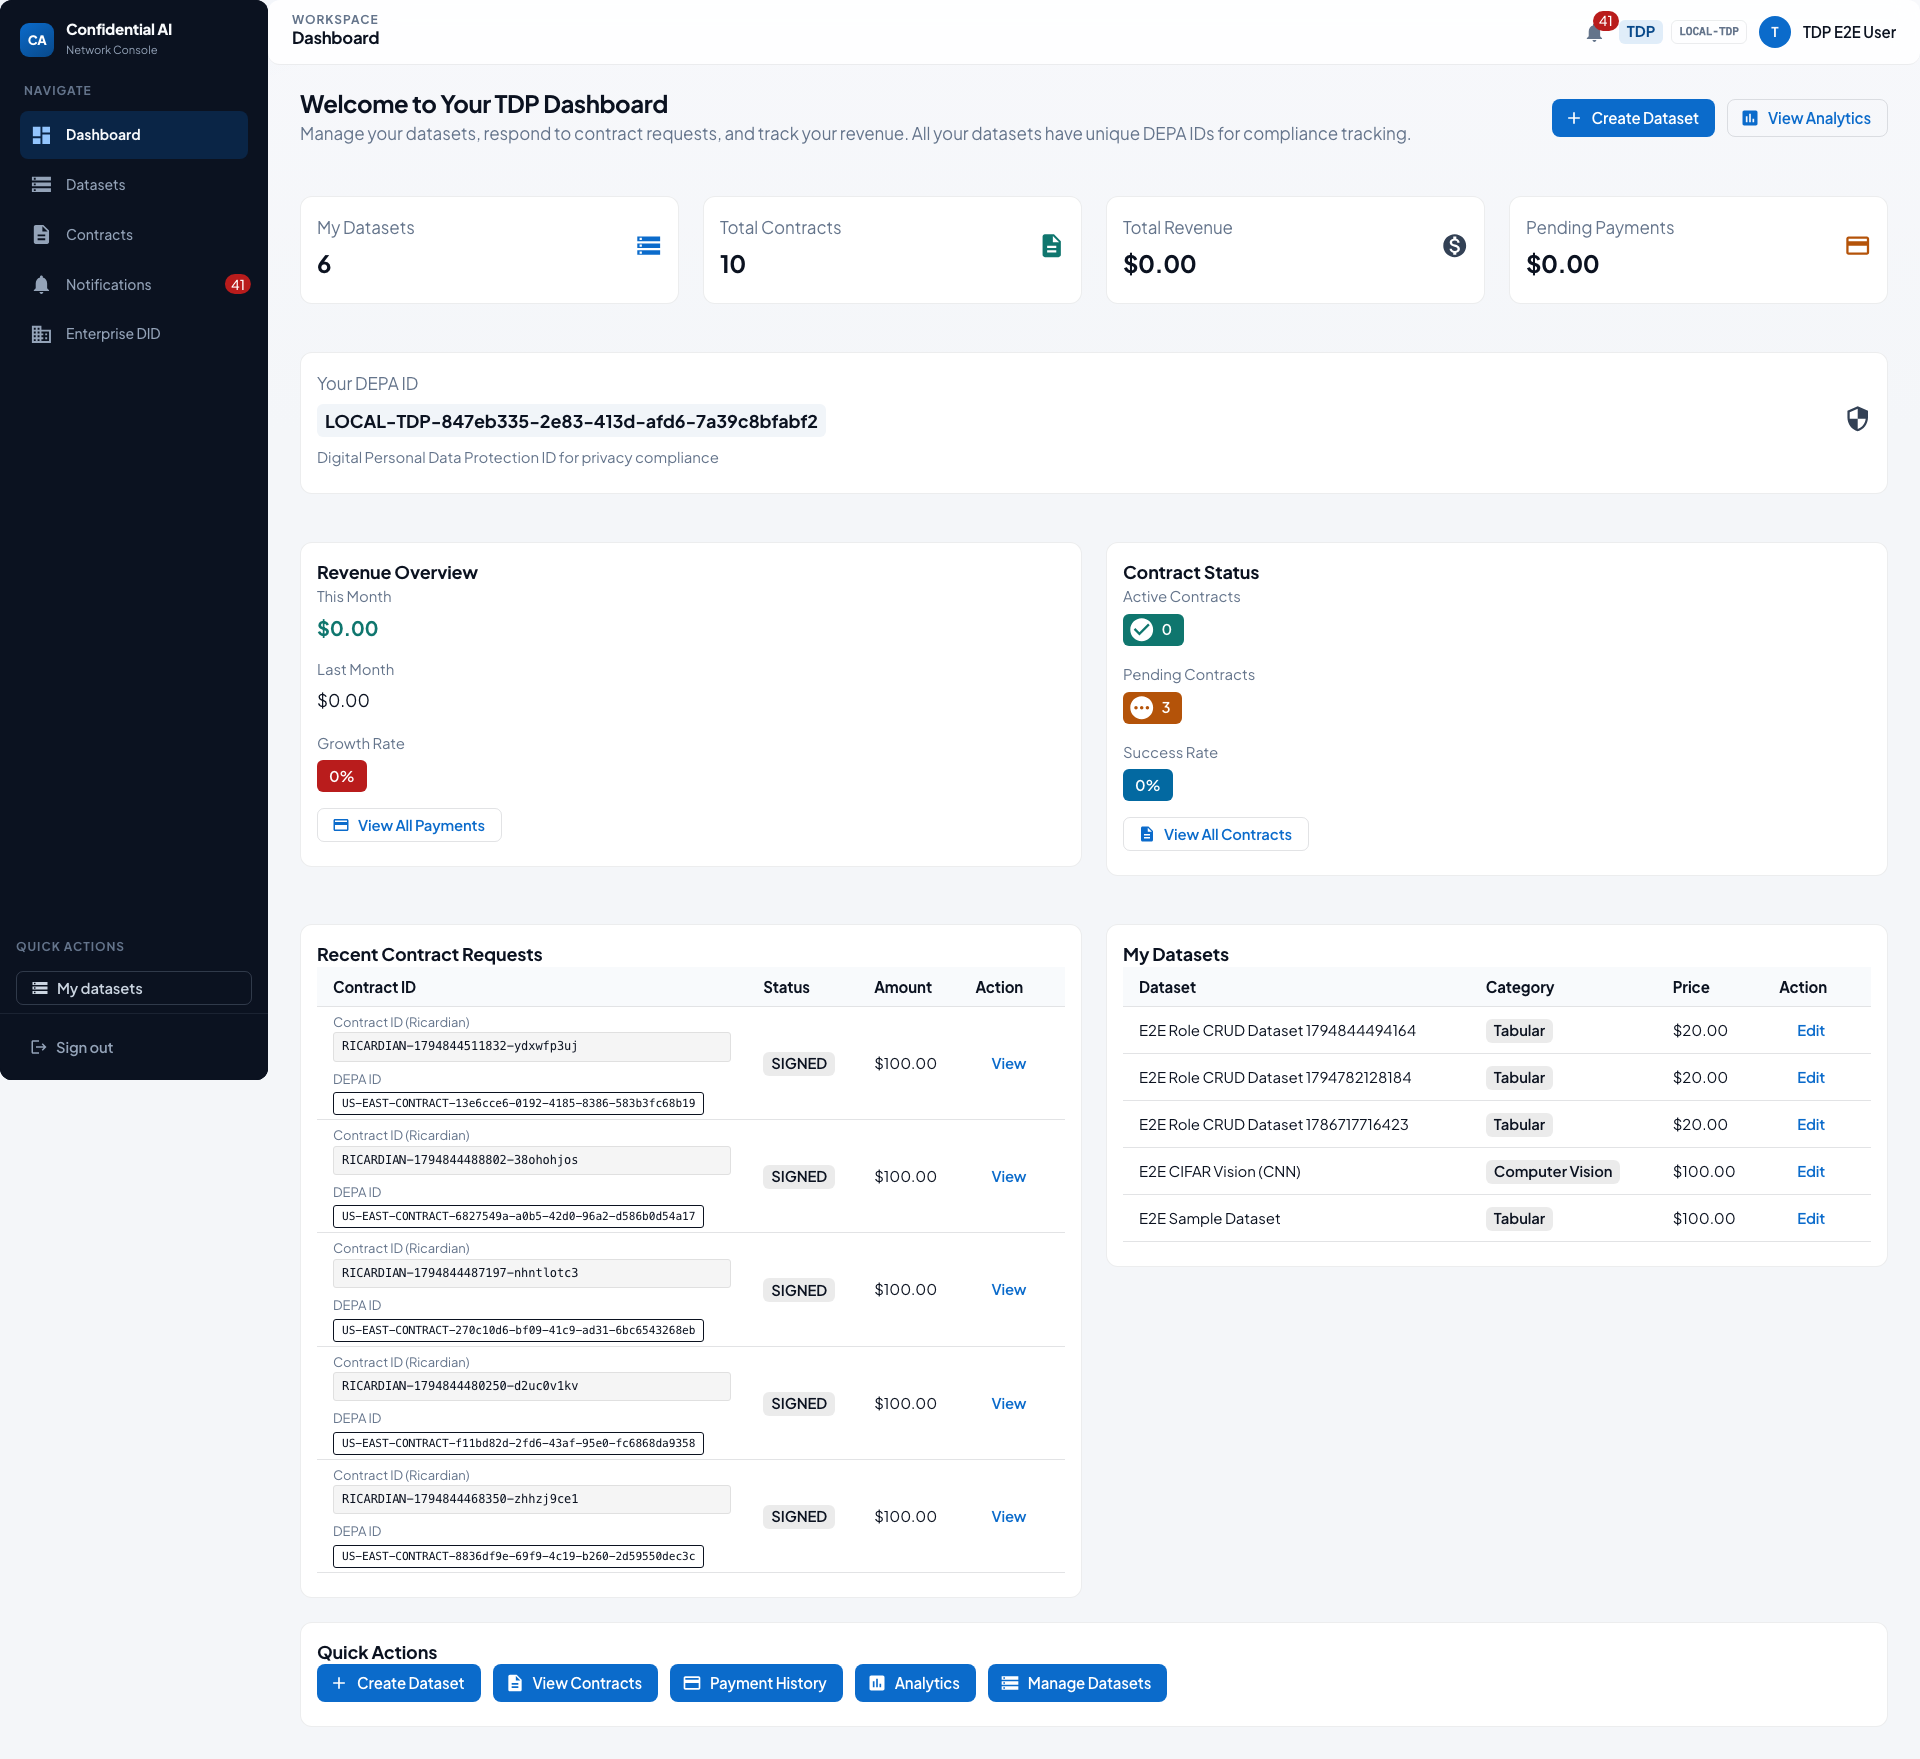 CA
Confidential AI
Network Console
NAVIGATE
Dashboard
Datasets
Contracts
Notifications 41
Enterprise DID
QUICK ACTIONS
My datasets
Sign out
WORKSPACE
Dashboard
41 TDP LOCAL-TDP T TDP E2E User
Welcome to Your TDP Dashboard
Manage your datasets, respond to contract requests, and track your revenue. All your datasets have unique DEPA IDs for compliance tracking.
Create Dataset View Analytics
My Datasets
6
Total Contracts
10
Total Revenue
$0.00
Pending Payments
$0.00
Your DEPA ID
LOCAL-TDP-847eb335-2e83-413d-afd6-7a39c8bfabf2
Digital Personal Data Protection ID for privacy compliance
Revenue Overview
This Month
$0.00
Last Month
$0.00
Growth Rate
0%
View All Payments
Contract Status
Active Contracts
0
Pending Contracts
3
Success Rate
0%
View All Contracts
Recent Contract Requests
Contract ID Status Amount Action
Contract ID (Ricardian)
RICARDIAN-1794844511832-ydxwfp3uj
DEPA ID
US-EAST-CONTRACT-13e6cce6-0192-4185-8386-583b3fc68b19
SIGNED $100.00 View
Contract ID (Ricardian)
RICARDIAN-1794844488802-38ohohjos
DEPA ID
US-EAST-CONTRACT-6827549a-a0b5-42d0-96a2-d586b0d54a17
SIGNED $100.00 View
Contract ID (Ricardian)
RICARDIAN-1794844487197-nhntlotc3
DEPA ID
US-EAST-CONTRACT-270c10d6-bf09-41c9-ad31-6bc6543268eb
SIGNED $100.00 View
Contract ID (Ricardian)
RICARDIAN-1794844480250-d2uc0v1kv
DEPA ID
US-EAST-CONTRACT-f11bd82d-2fd6-43af-95e0-fc6868da9358
SIGNED $100.00 View
Contract ID (Ricardian)
RICARDIAN-1794844468350-zhhzj9ce1
DEPA ID
US-EAST-CONTRACT-8836df9e-69f9-4c19-b260-2d59550dec3c
SIGNED $100.00 View
My Datasets
Dataset Category Price Action
E2E Role CRUD Dataset 1794844494164 Tabular $20.00 Edit
E2E Role CRUD Dataset 1794782128184 Tabular $20.00 Edit
E2E Role CRUD Dataset 1786717716423 Tabular $20.00 Edit
E2E CIFAR Vision (CNN) Computer Vision $100.00 Edit
E2E Sample Dataset Tabular $100.00 Edit
Quick Actions
Create Dataset View Contracts Payment History Analytics Manage Datasets